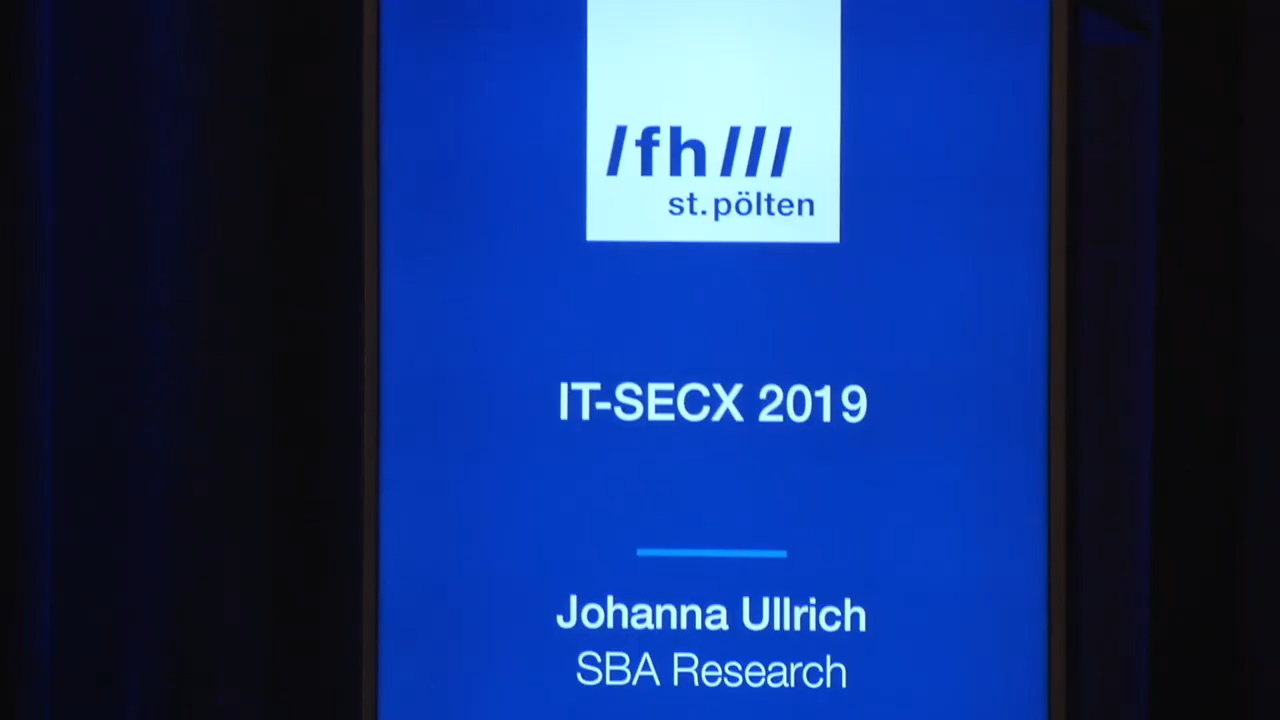 /fh///
st.pölten
IT-SECX 2019
Johanna Ullrich
SBA Research